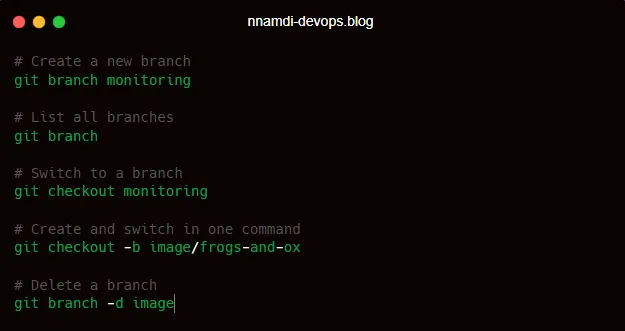 nnamdi-devops.blog
# Create a new branch
git branch monitoring
# List all branches
git branch
# Switch to a branch
git checkout monitoring
# Create and switch in one command
git checkout -b image/frogs-and-ox
# Delete a branch
git branch -d image